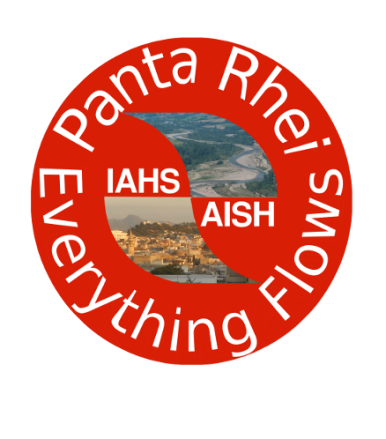 Panta Rhei
IAHS
AISH
Everything Flows